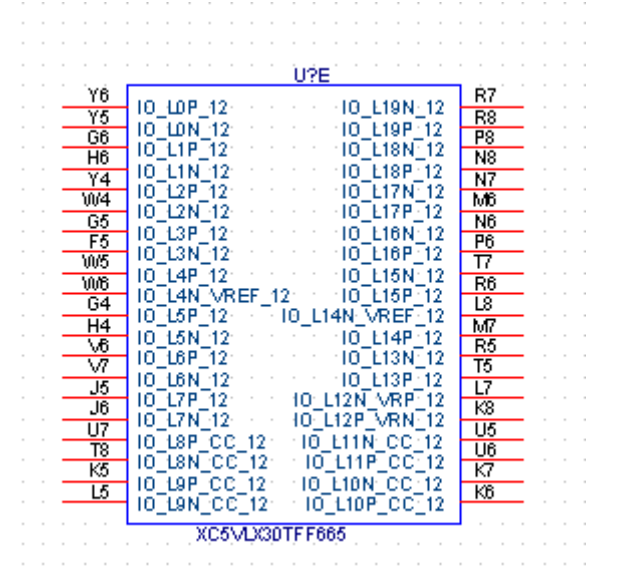 U?E
Y6 IO_L0P_12 IO_L19N_12 R7
Y5 IO_L0N_12 IO_L19P_12 R8
G6 IO_L1P_12 IO_L18N_12 P8
H6 IO_L1N_12 IO_L18P_12 N8
Y4 IO_L2P_12 IO_L17N_12 N7
W4 IO_L2N_12 IO_L17P_12 M6
G5 IO_L3P_12 IO_L16N_12 N6
F5 IO_L3N_12 IO_L16P_12 P6
W5 IO_L4P_12 IO_L15N_12 T7
W6 IO_L4N_VREF_12 IO_L15P_12 R6
G4 IO_L5P_12 IO_L14N_VREF_12 L8
H4 IO_L5N_12 IO_L14P_12 M7
V6 IO_L6P_12 IO_L13N_12 R5
V7 IO_L6N_12 IO_L13P_12 T5
J5 IO_L7P_12 IO_L12N_VRP_12 L7
J6 IO_L7N_12 IO_L12P_VRN_12 K8
U7 IO_L8P_CC_12 IO_L11N_CC_12 U5
T8 IO_L8N_CC_12 IO_L11P_CC_12 U6
K5 IO_L9P_CC_12 IO_L10N_CC_12 K7
L5 IO_L9N_CC_12 IO_L10P_CC_12 K6
XC5VLX30TFF665